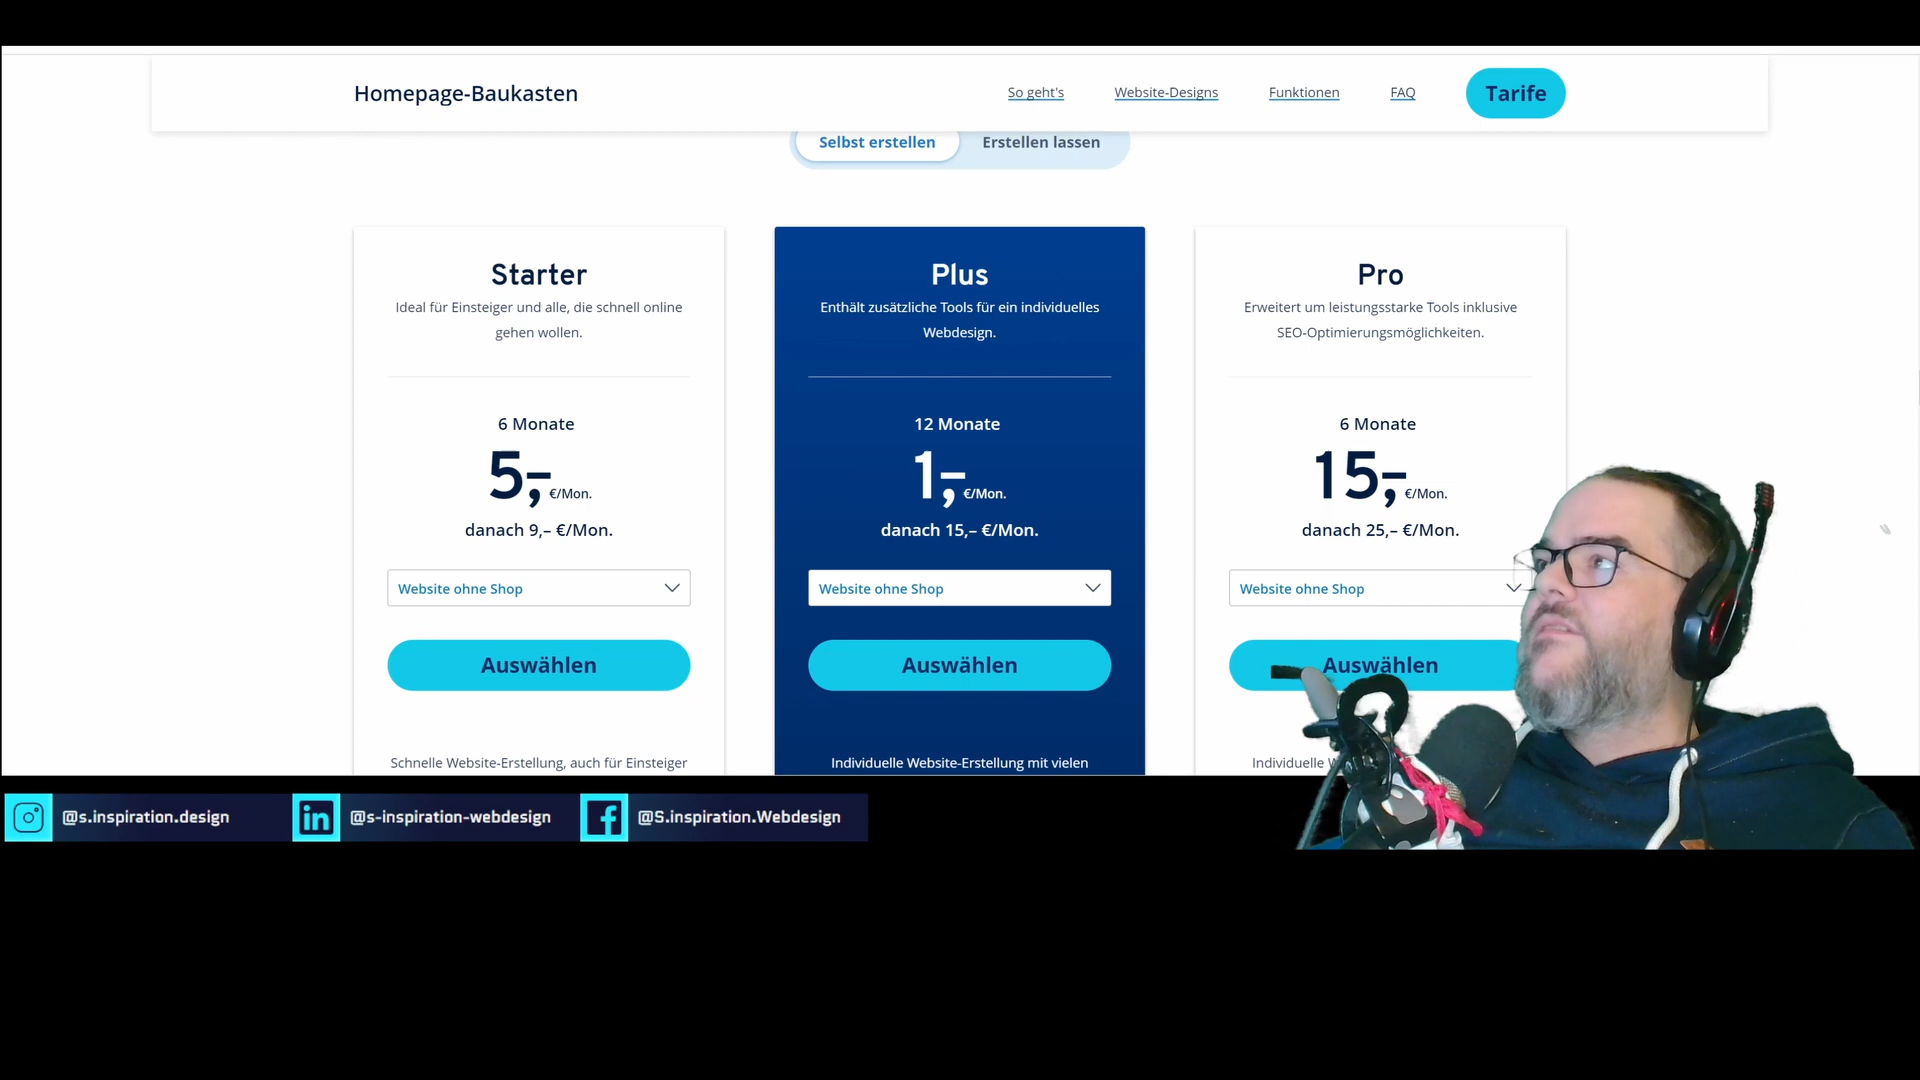 Homepage-Baukasten
So geht's
Website-Designs
Funktionen
FAQ
Tarife
Selbst erstellen
Erstellen lassen
Starter
Ideal für Einsteiger und alle, die schnell online
gehen wollen.
6 Monate
5,– €/Mon.
danach 9,– €/Mon.
Website ohne Shop
Auswählen
Schnelle Website-Erstellung, auch für Einsteiger
Plus
Enthält zusätzliche Tools für ein individuelles
Webdesign.
12 Monate
1,– €/Mon.
danach 15,– €/Mon.
Website ohne Shop
Auswählen
Individuelle Website-Erstellung mit vielen
Pro
Erweitert um leistungsstarke Tools inklusive
SEO-Optimierungsmöglichkeiten.
6 Monate
15,– €/Mon.
danach 25,– €/Mon.
Website ohne Shop
Auswählen
@s.inspiration.design
@s-inspiration-webdesign
@S.inspiration.Webdesign